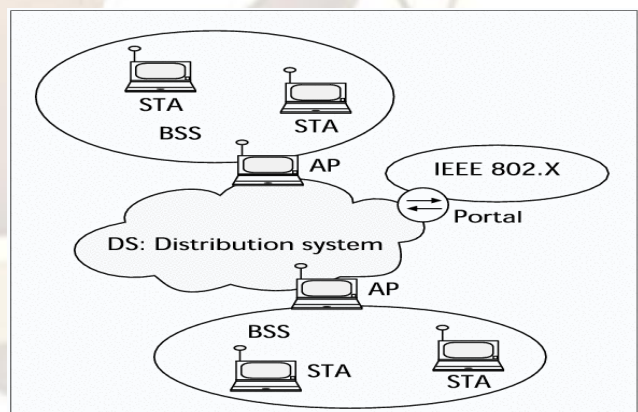 STA
STA
BSS
AP
IEEE 802.X
Portal
DS: Distribution system
AP
BSS
STA
STA